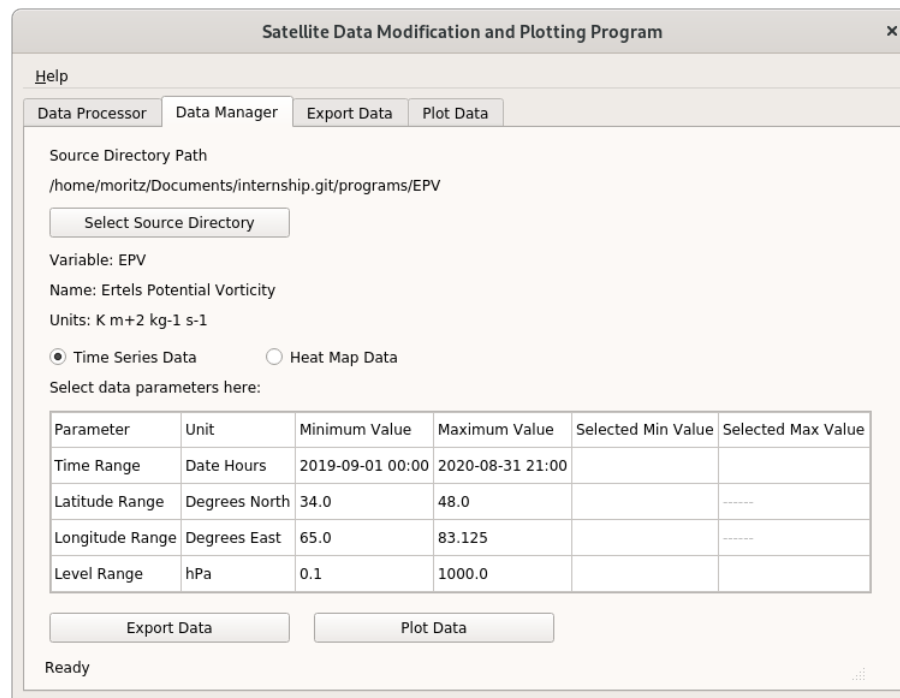 Satellite Data Modification and Plotting Program ×
Help
Data Processor Data Manager Export Data Plot Data
Source Directory Path
/home/moritz/Documents/internship.git/programs/EPV
Select Source Directory
Variable: EPV
Name: Ertels Potential Vorticity
Units: K m+2 kg-1 s-1
Time Series Data Heat Map Data
Select data parameters here:
Parameter Unit Minimum Value Maximum Value Selected Min Value Selected Max Value
Time Range Date Hours 2019-09-01 00:00 2020-08-31 21:00
Latitude Range Degrees North 34.0 48.0 ------
Longitude Range Degrees East 65.0 83.125 ------
Level Range hPa 0.1 1000.0
Export Data Plot Data
Ready